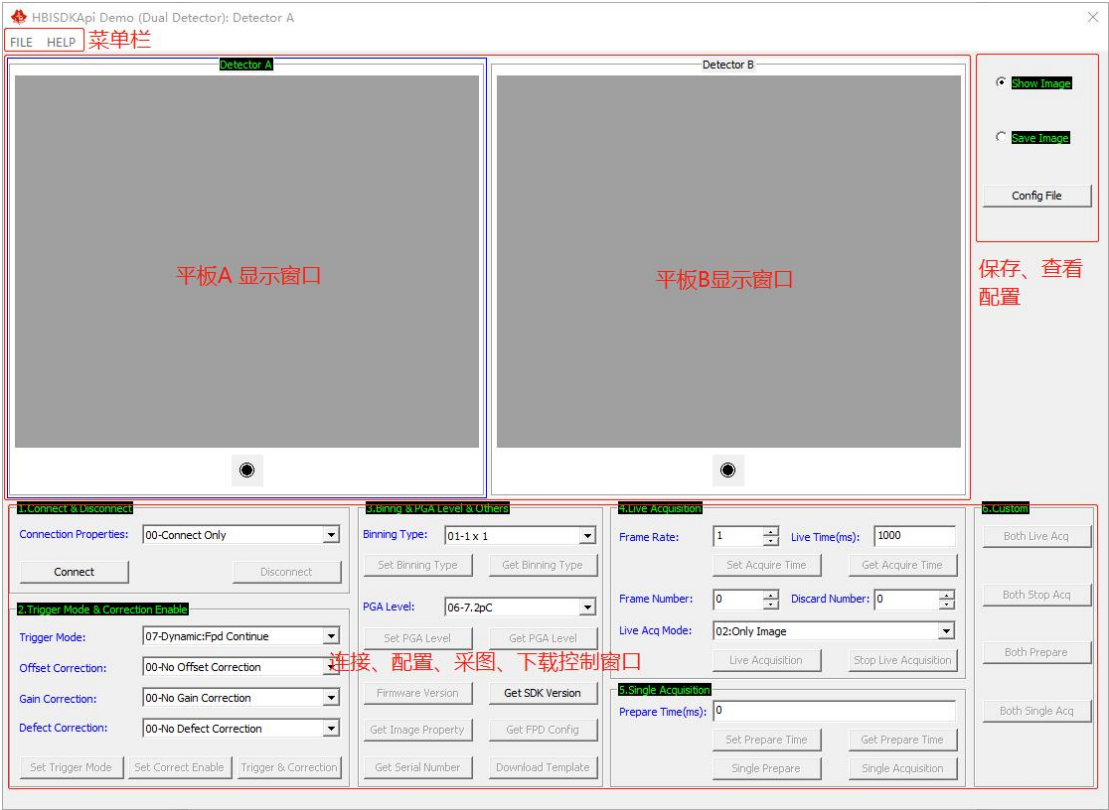 HBISDKApi Demo (Dual Detector): Detector A
FILE HELP 菜单栏
Detector A
Detector B
Show Image
Save Image
Config File
平板A 显示窗口
平板B显示窗口
保存、查看
配置
1.Connect & Disconnect
Connection Properties: 00-Connect Only
Connect Disconnect
2.Trigger Mode & Correction Enable
Trigger Mode: 07-Dynamic:Fpd Continue
Offset Correction: 00-No Offset Correction
Gain Correction: 00-No Gain Correction
Defect Correction: 00-No Defect Correction
Set Trigger Mode Set Correct Enable Trigger & Correction
3.Binng & PGA Level & Others
Binning Type: 01-1 x 1
Set Binning Type Get Binning Type
PGA Level: 06-7.2pC
Set PGA Level Get PGA Level
连接、配置、采图、下载控制窗口
Firmware Version Get SDK Version
Get Image Property Get FPD Config
Get Serial Number Download Template
4.Live Acquisition
Frame Rate: 1 Live Time(ms): 1000
Set Acquire Time Get Acquire Time
Frame Number: 0 Discard Number: 0
Live Acq Mode: 02:Only Image
Live Acquisition Stop Live Acquisition
5.Single Acquisition
Prepare Time(ms): 0
Set Prepare Time Get Prepare Time
Single Prepare Single Acquisition
6.Custom
Both Live Acq
Both Stop Acq
Both Prepare
Both Single Acq